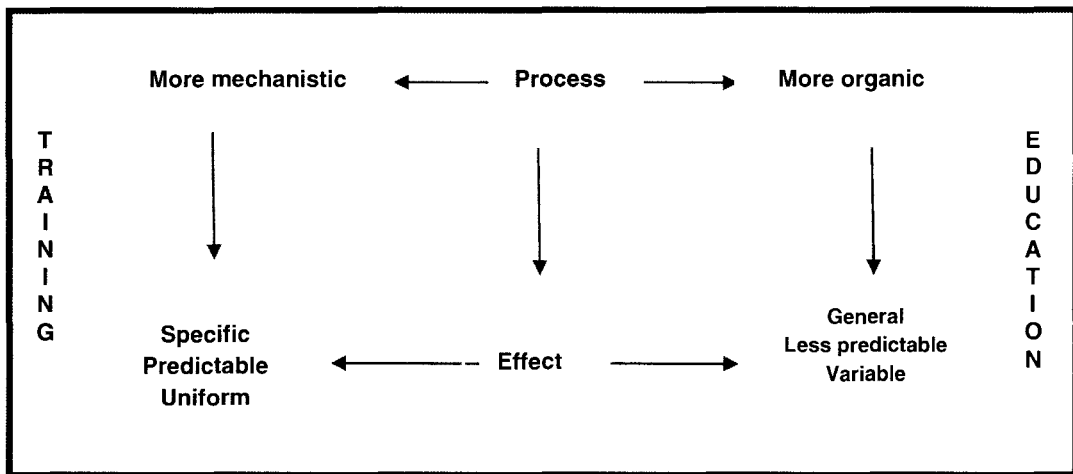 More mechanistic Process More organic
TRAINING
EDUCATION
Specific
Predictable
Uniform
Effect
General
Less predictable
Variable